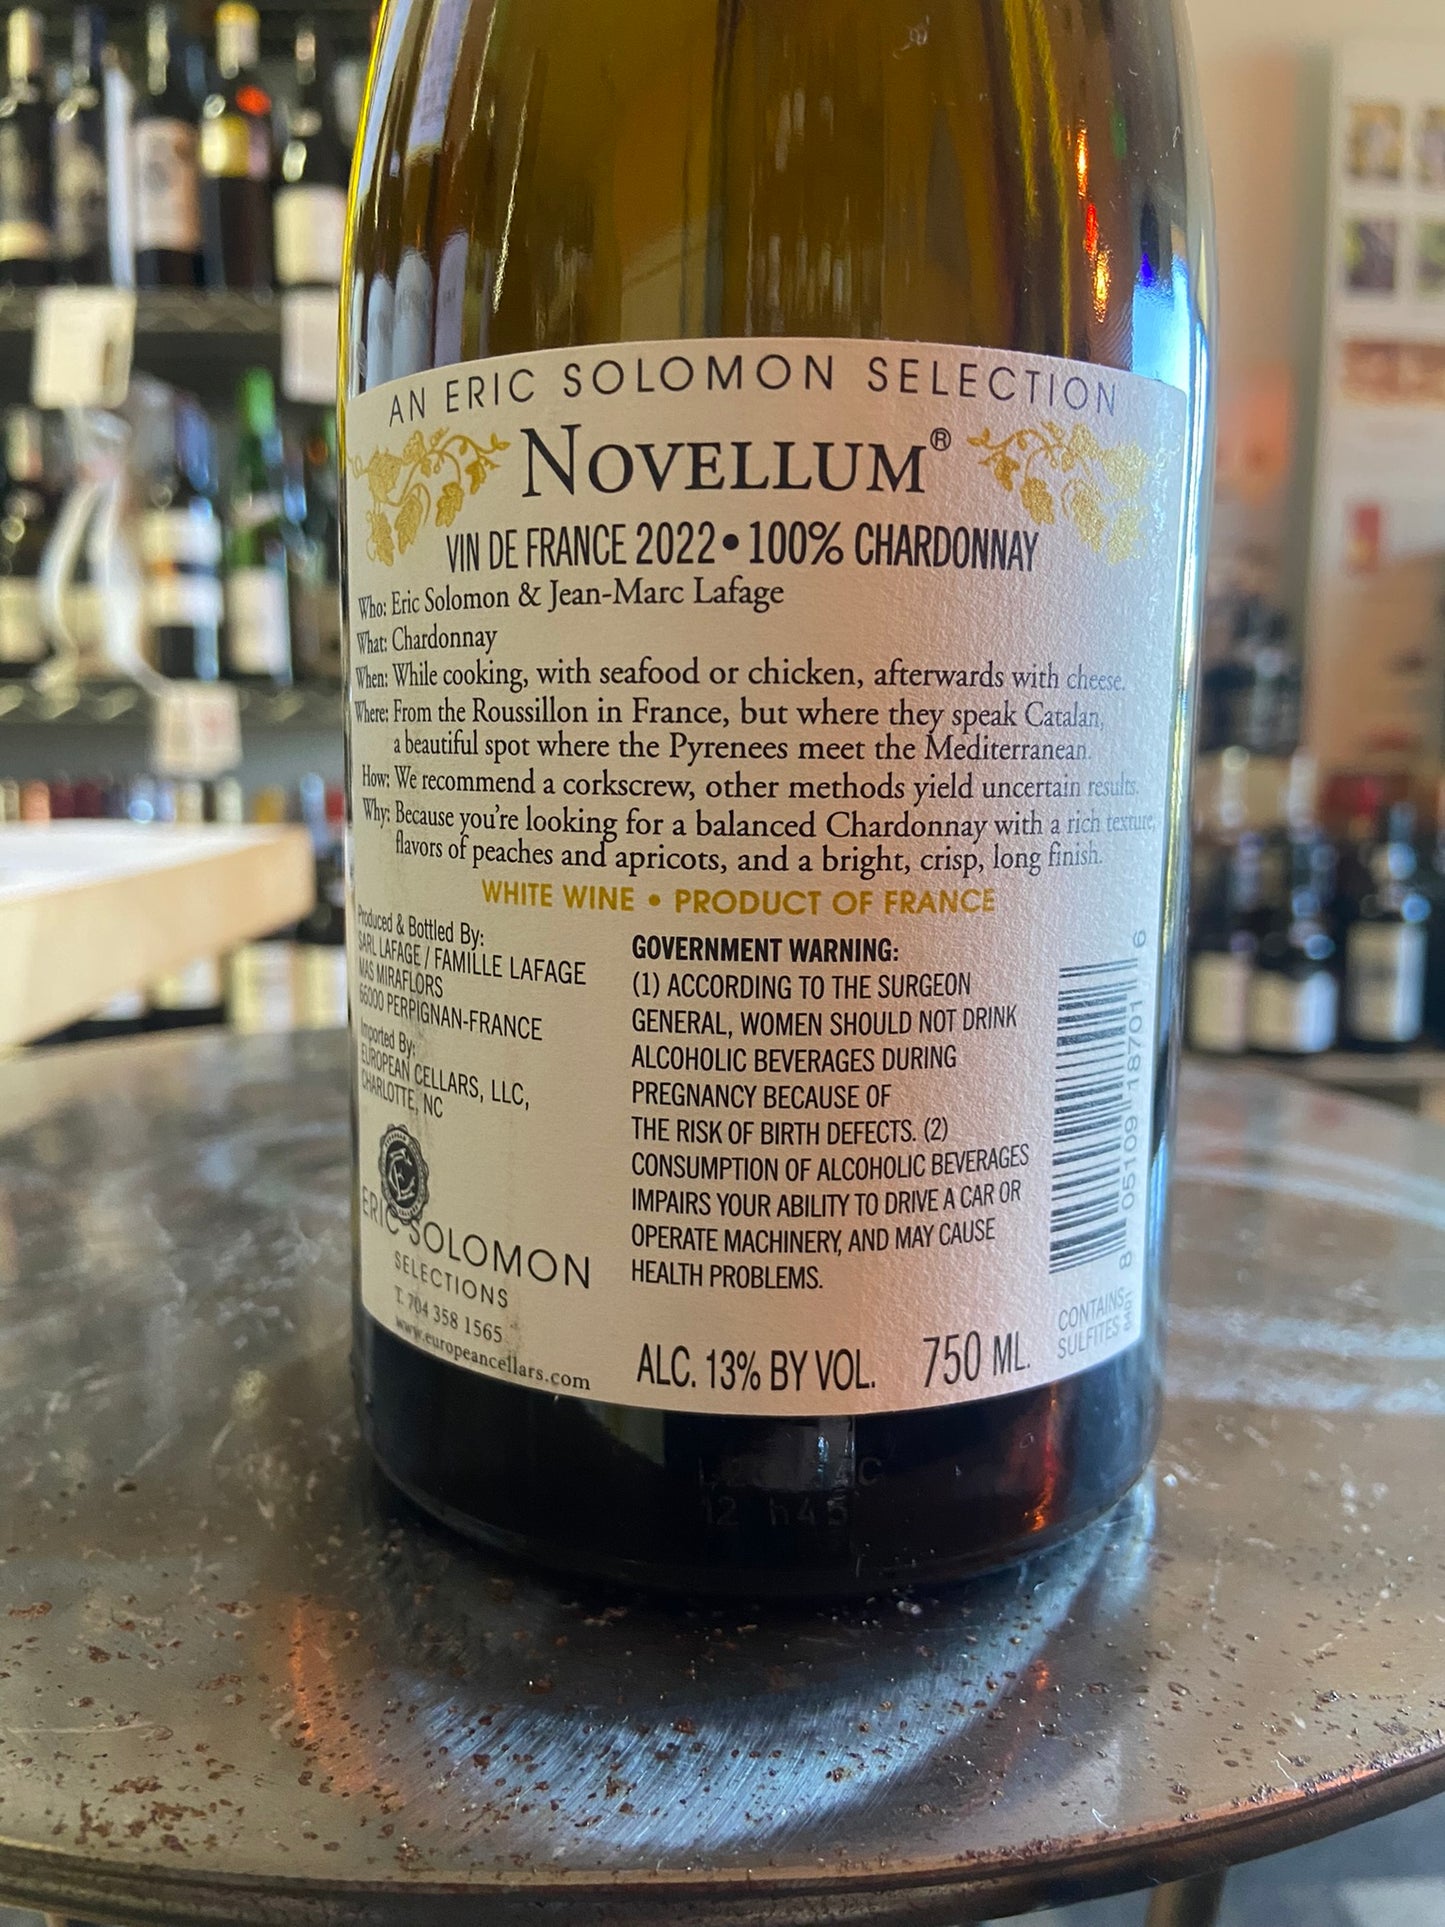 AN ERIC SOLOMON SELECTION
NOVELLUM®
VIN DE FRANCE 2022 • 100% CHARDONNAY
Who: Eric Solomon & Jean-Marc Lafage
What: Chardonnay
When: While cooking, with seafood or chicken, afterwards with cheese.
Where: From the Roussillon in France, but where they speak Catalan,
a beautiful spot where the Pyrenees meet the Mediterranean.
How: We recommend a corkscrew, other methods yield uncertain results.
Why: Because you're looking for a balanced Chardonnay with a rich texture,
flavors of peaches and apricots, and a bright, crisp, long finish.
WHITE WINE • PRODUCT OF FRANCE
Produced & Bottled By:
SARL LAFAGE / FAMILLE LAFAGE
MAS MIRAFLORS
66000 PERPIGNAN-FRANCE
Imported By:
EUROPEAN CELLARS, LLC,
CHARLOTTE, NC
ERIC SOLOMON
SELECTIONS
T. 704 358 1565
www.europeancellars.com
GOVERNMENT WARNING:
(1) ACCORDING TO THE SURGEON
GENERAL, WOMEN SHOULD NOT DRINK
ALCOHOLIC BEVERAGES DURING
PREGNANCY BECAUSE OF
THE RISK OF BIRTH DEFECTS. (2)
CONSUMPTION OF ALCOHOLIC BEVERAGES
IMPAIRS YOUR ABILITY TO DRIVE A CAR OR
OPERATE MACHINERY, AND MAY CAUSE
HEALTH PROBLEMS.
ALC. 13% BY VOL.
750 ML.
8 05109 18701 6
CONTAINS
SULFITES
12 h45